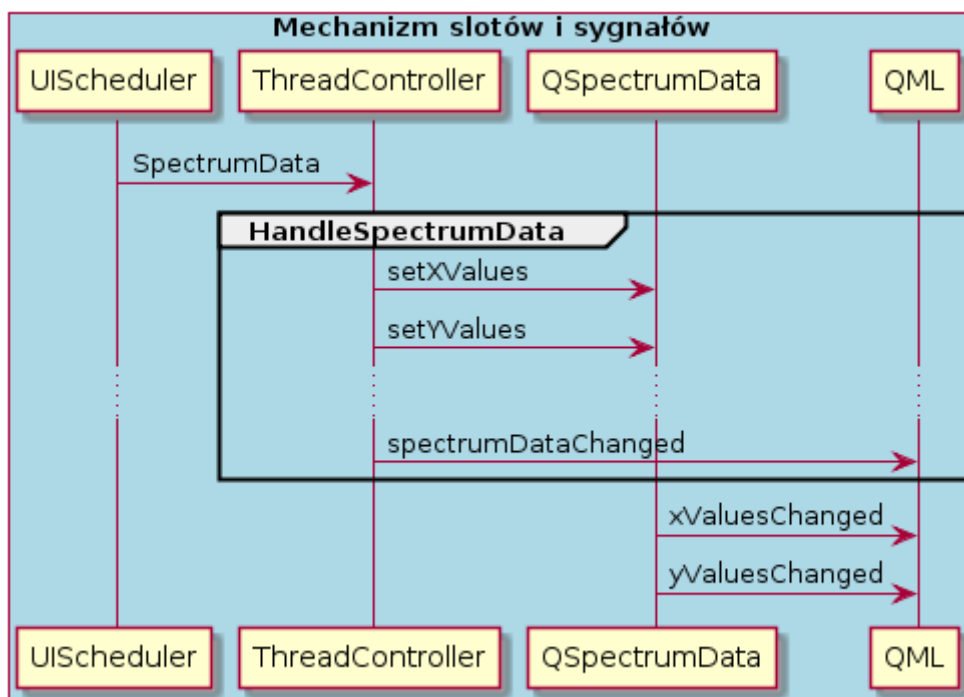 Mechanizm slotów i sygnałów
UIScheduler ThreadController QSpectrumData QML
SpectrumData
HandleSpectrumData
setXValues
setYValues
spectrumDataChanged
xValuesChanged
yValuesChanged
UIScheduler ThreadController QSpectrumData QML